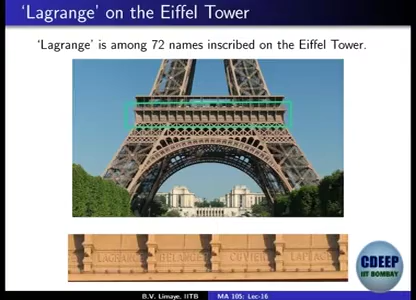 ‘Lagrange’ on the Eiffel Tower
‘Lagrange’ is among 72 names inscribed on the Eiffel Tower.
LAGRANGE BELANGER CUVIER LAPLACE
CDEEP
IIT BOMBAY
B.V. Limaye, IITB MA 105: Lec-16